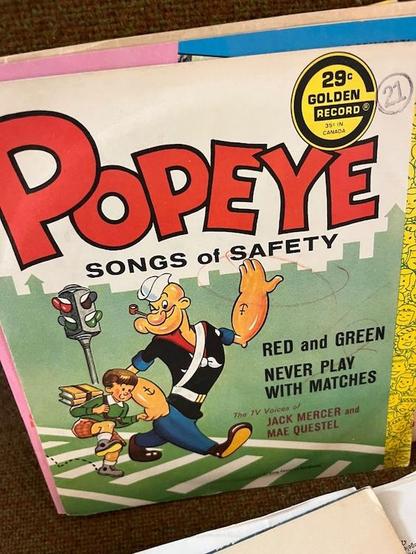 29¢
GOLDEN
RECORD®
35¢ IN
CANADA
21
POPEYE
SONGS of SAFETY
RED and GREEN
NEVER PLAY
WITH MATCHES
The TV Voices of
JACK MERCER and
MAE QUESTEL